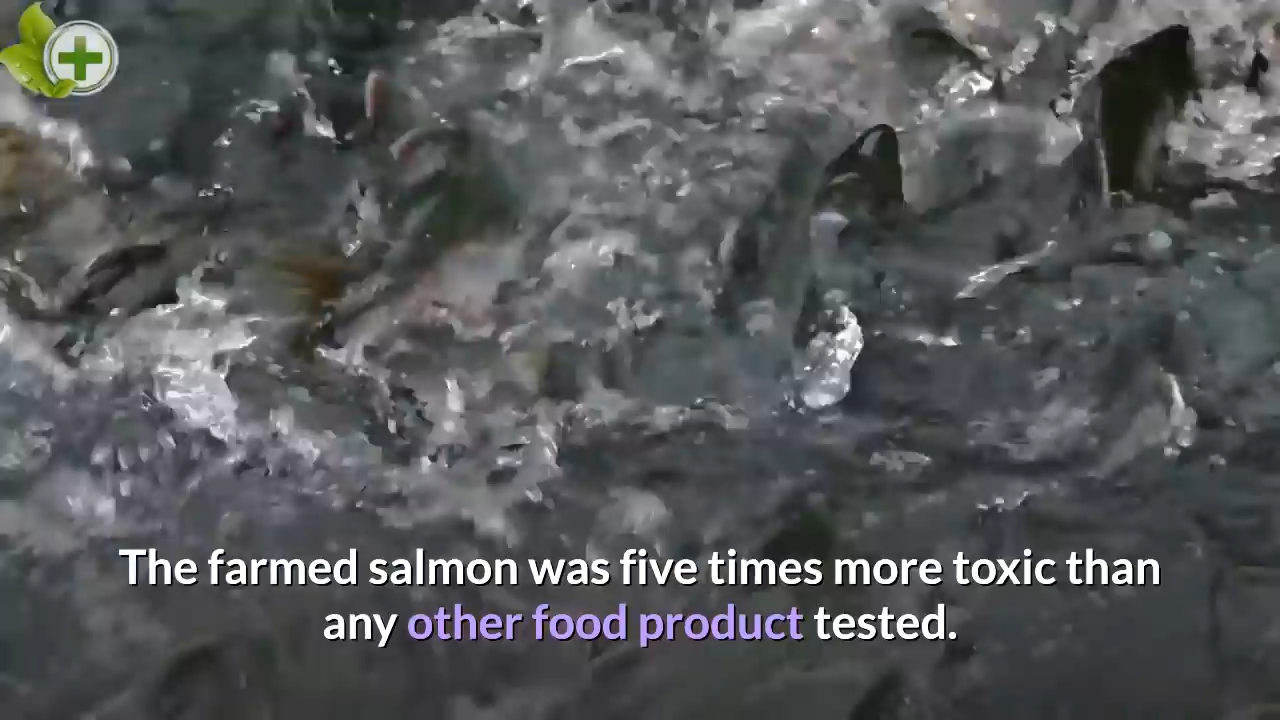 The farmed salmon was five times more toxic than
any other food product tested.